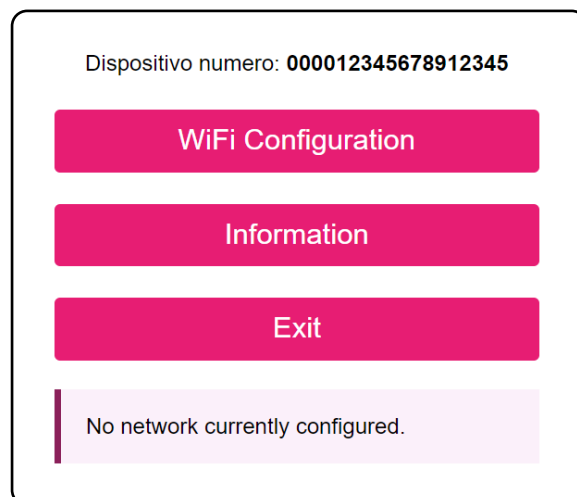 Dispositivo numero: 000012345678912345
WiFi Configuration
Information
Exit
No network currently configured.